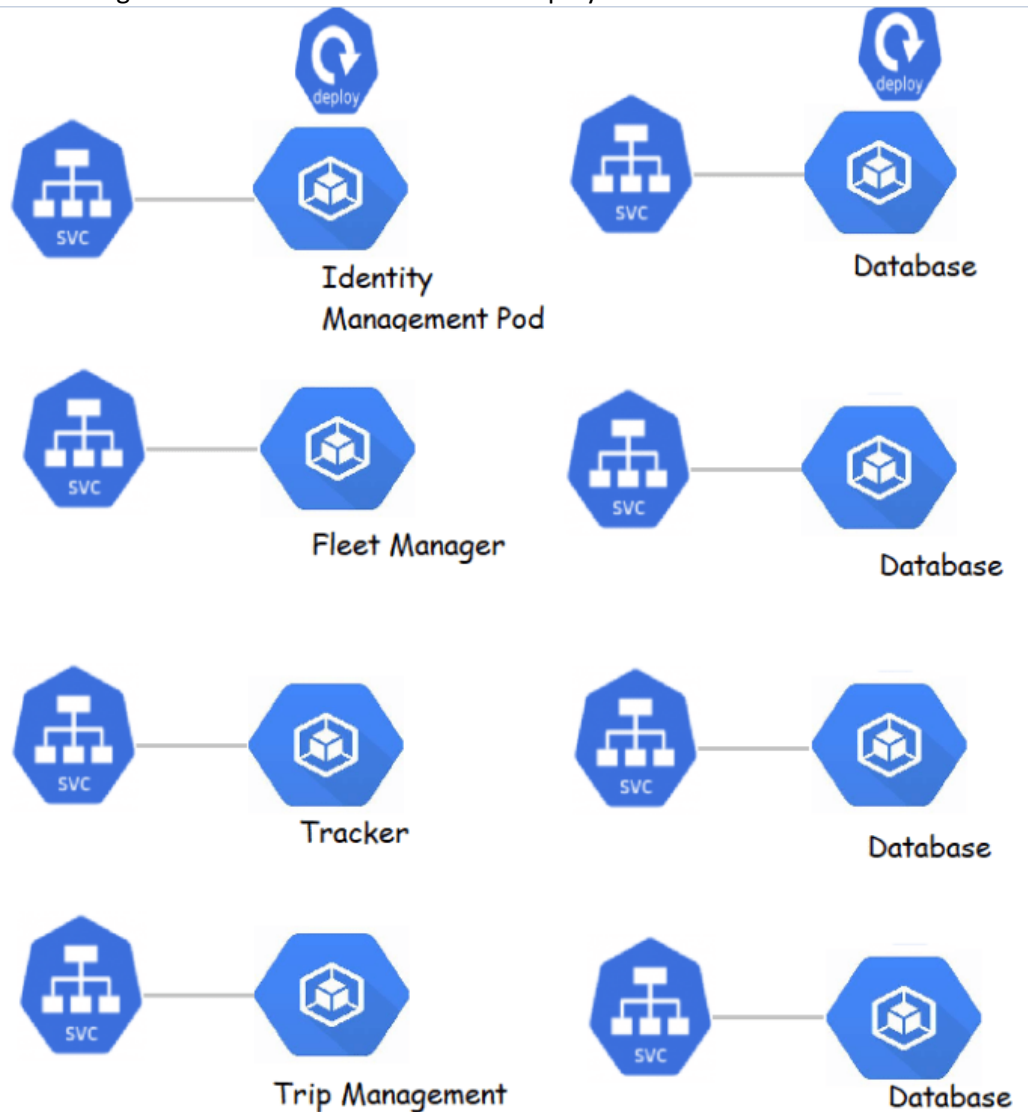 deploy
deploy
svc
svc
Identity
Management Pod
Database
svc
svc
Fleet Manager
Database
svc
svc
Tracker
Database
svc
svc
Trip Management
Database